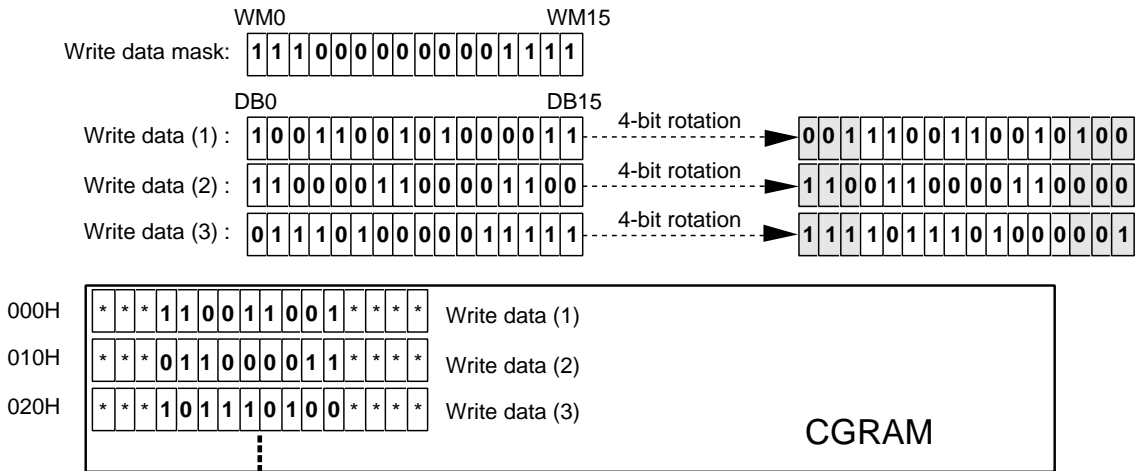 WM0 WM15
Write data mask: 1 1 1 0 0 0 0 0 0 0 0 0 1 1 1 1
DB0 DB15
Write data (1) : 1 0 0 1 1 0 0 1 0 1 0 0 0 0 1 1 4-bit rotation 0 0 1 1 1 0 0 1 1 0 0 1 0 1 0 0
Write data (2) : 1 1 0 0 0 0 1 1 0 0 0 0 1 1 0 0 4-bit rotation 1 1 0 0 1 1 0 0 0 0 1 1 0 0 0 0
Write data (3) : 0 1 1 1 0 1 0 0 0 0 0 1 1 1 1 1 4-bit rotation 1 1 1 1 0 1 1 1 0 1 0 0 0 0 0 1
000H * * * 1 1 0 0 1 1 0 0 1 * * * * Write data (1)
010H * * * 0 1 1 0 0 0 0 1 1 * * * * Write data (2)
020H * * * 1 0 1 1 1 0 1 0 0 * * * * Write data (3)
CGRAM